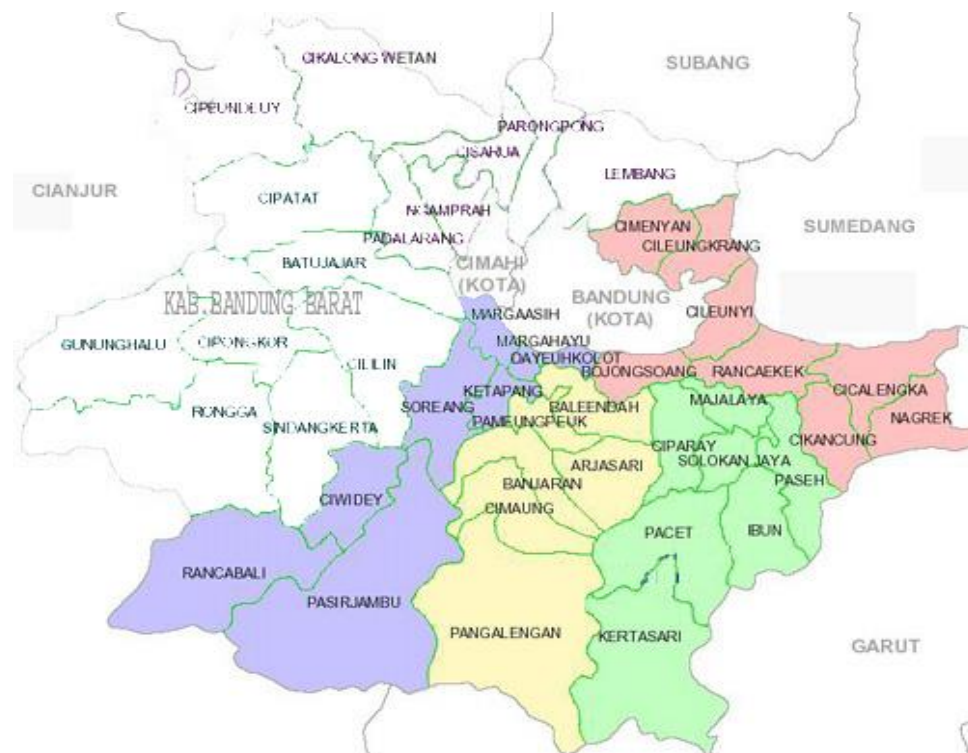 CIKALONG WETAN
SUBANG
CIPEUNDEUY
PARONGPONG
CISARUA
LEMBANG
CIANJUR
CIPATAT
NGAMPRAH
CIMENYAN
SUMEDANG
PADALARANG
CILEUNGKRANG
BATUJAJAR
CIMAHI
(KOTA)
BANDUNG
(KOTA)
KAB.BANDUNG BARAT
MARGAASIH
CILEUNYI
GUNUNGHALU
CIPONGKOR
MARGAHAYU
CILILIN
DAYEUHKOLOT
BOJONGSOANG
RANCAEKEK
KETAPANG
CICALENGKA
RONGGA
SOREANG
BALEENDAH
MAJALAYA
NAGREK
SINDANGKERTA
PAMEUNGPEUK
CIPARAY
CIKANCUNG
ARJASARI
SOLOKAN JAYA
CIWIDEY
BANJARAN
PASEH
CIMAUNG
PACET
IBUN
RANCABALI
PASIRJAMBU
PANGALENGAN
KERTASARI
GARUT